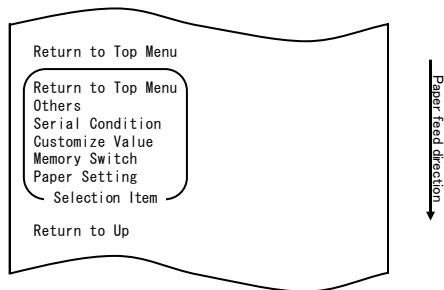 Return to Top Menu
Return to Top Menu
Others
Serial Condition
Customize Value
Memory Switch
Paper Setting
Selection Item
Return to Up
Paper feed direction